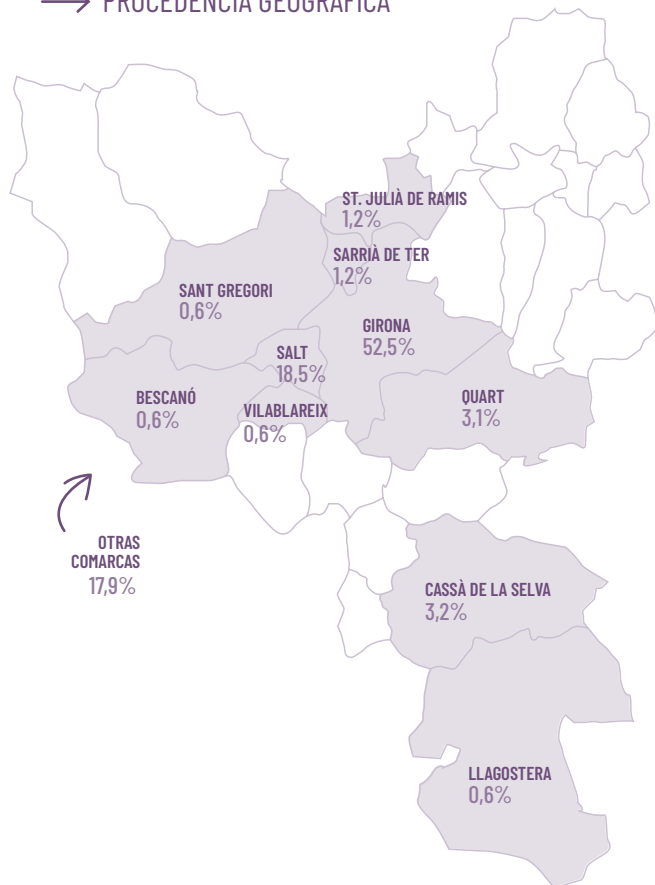 PROCEDENCIA GEOGRÁFICA
ST. JULIÀ DE RAMIS
1,2%
SARRIÀ DE TER
1,2%
SANT GREGORI
0,6%
GIRONA
52,5%
SALT
18,5%
BESCANÓ
0,6%
VILABLAREIX
0,6%
QUART
3,1%
OTRAS
COMARCAS
17,9%
CASSÀ DE LA SELVA
3,2%
LLAGOSTERA
0,6%